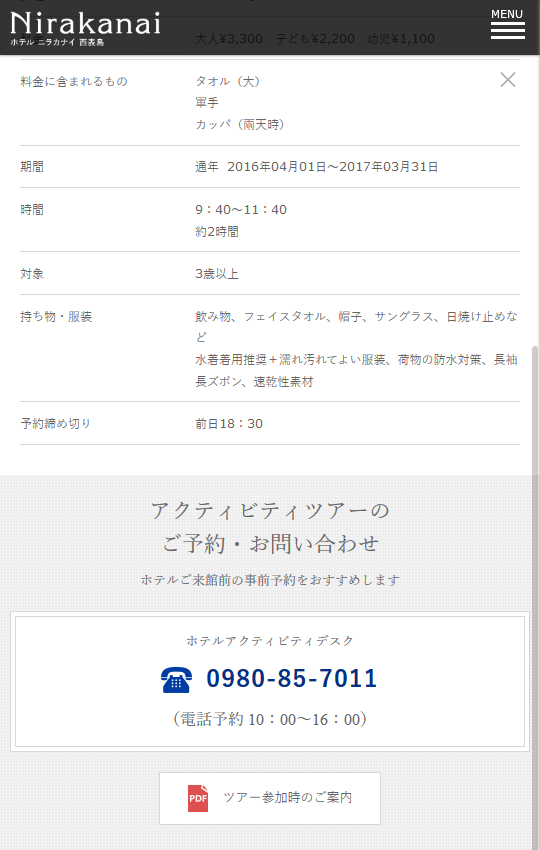 Nirakanai
ホテル ニラカナイ 西表島
MENU
大人¥3,300 子ども¥2,200 幼児¥1,100
料金に含まれるもの
タオル（大）
軍手
カッパ（雨天時）
期間
通年 2016年04月01日～2017年03月31日
時間
9：40～11：40
約2時間
対象
3歳以上
持ち物・服装
飲み物、フェイスタオル、帽子、サングラス、日焼け止めな
ど
水着着用推奨＋濡れ汚れてよい服装、荷物の防水対策、長袖
長ズボン、速乾性素材
予約締め切り
前日18：30
アクティビティツアーの
ご予約・お問い合わせ
ホテルご来館前の事前予約をおすすめします
ホテルアクティビティデスク
0980-85-7011
（電話予約 10：00～16：00）
PDF
ツアー参加時のご案内